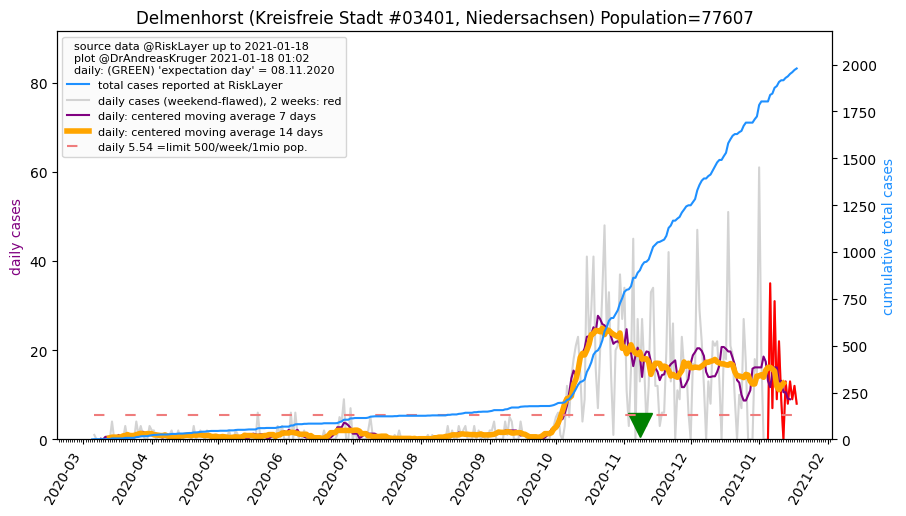 Delmenhorst (Kreisfreie Stadt #03401, Niedersachsen) Population=77607
source data @RiskLayer up to 2021-01-18
plot @DrAndreasKruger 2021-01-18 01:02
daily: (GREEN) 'expectation day' = 08.11.2020
total cases reported at RiskLayer
daily cases (weekend-flawed), 2 weeks: red
daily: centered moving average 7 days
daily: centered moving average 14 days
daily 5.54 =limit 500/week/1mio pop.
daily cases
80
60
40
20
0
cumulative total cases
2000
1750
1500
1250
1000
750
500
250
0
2020-03
2020-04
2020-05
2020-06
2020-07
2020-08
2020-09
2020-10
2020-11
2020-12
2021-01
2021-02